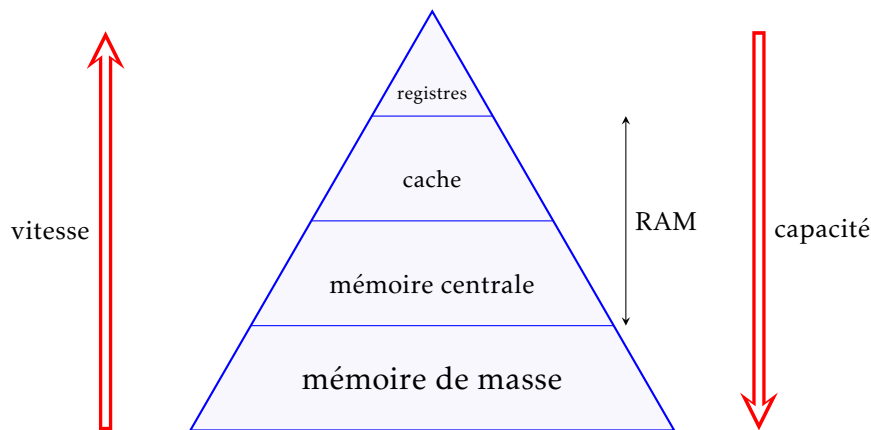 registres
cache
vitesse
RAM
capacité
mémoire centrale
mémoire de masse